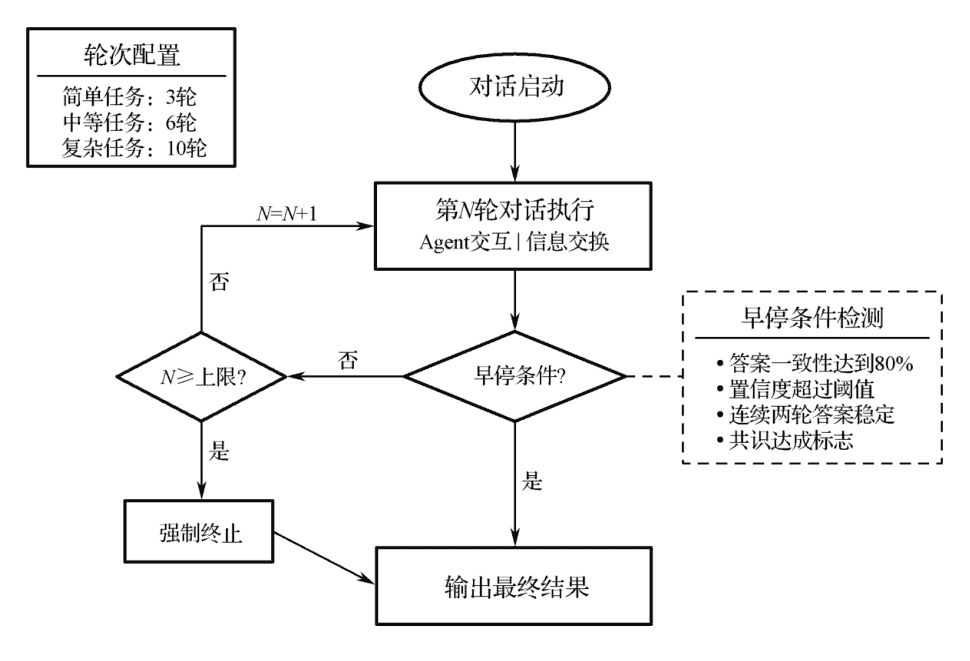 轮次配置
简单任务：3轮
中等任务：6轮
复杂任务：10轮
对话启动
N=N+1
第N轮对话执行
Agent交互|信息交换
否
早停条件检测
• 答案一致性达到80%
• 置信度超过阈值
• 连续两轮答案稳定
• 共识达成标志
N≥上限?
否
早停条件?
是
是
强制终止
输出最终结果